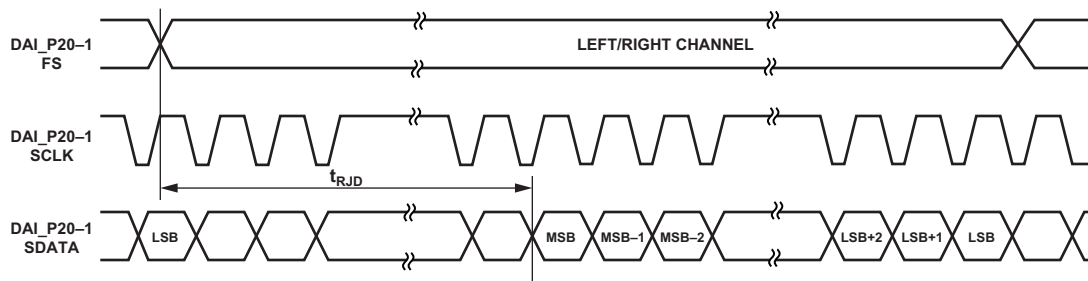 DAI_P20–1
FS
LEFT/RIGHT CHANNEL
DAI_P20–1
SCLK
tRJD
DAI_P20–1
SDATA
LSB
MSB
MSB–1
MSB–2
LSB+2
LSB+1
LSB